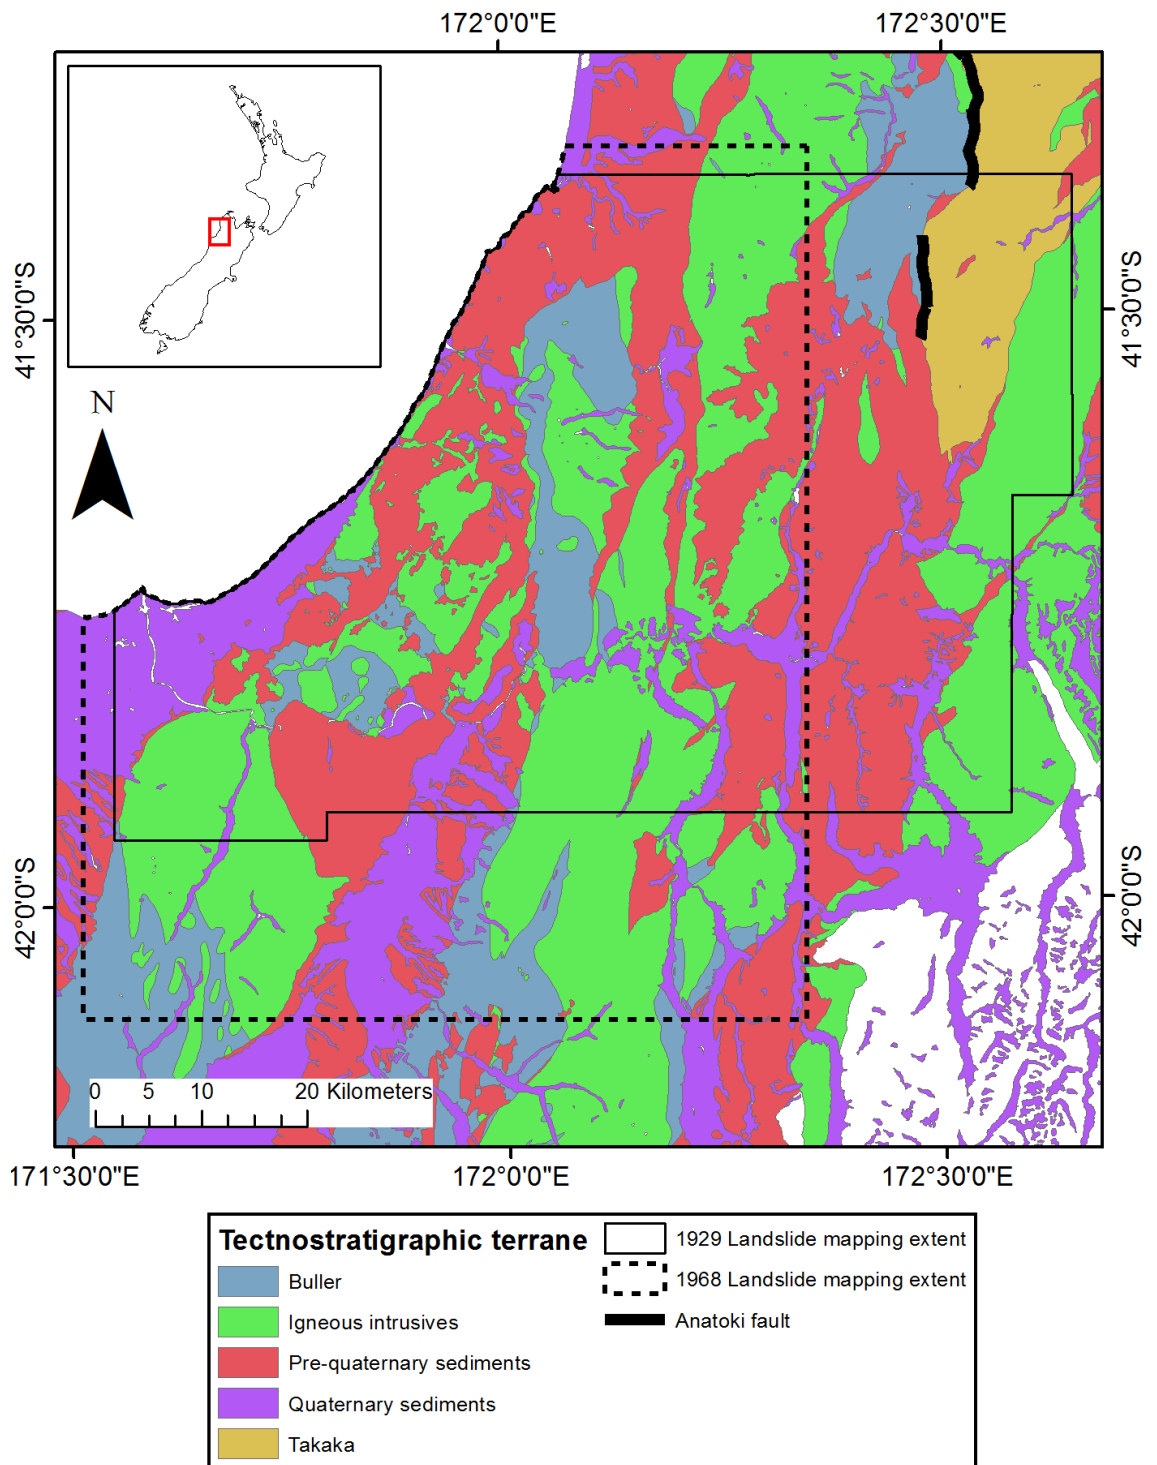 172°0'0"E 172°30'0"E
41°30'0"S
41°30'0"S
N
42°0'0"S
42°0'0"S
0 5 10 20 Kilometers
171°30'0"E 172°0'0"E 172°30'0"E
Tectnostratigraphic terrane
Buller
Igneous intrusives
Pre-quaternary sediments
Quaternary sediments
Takaka
1929 Landslide mapping extent
1968 Landslide mapping extent
Anatoki fault